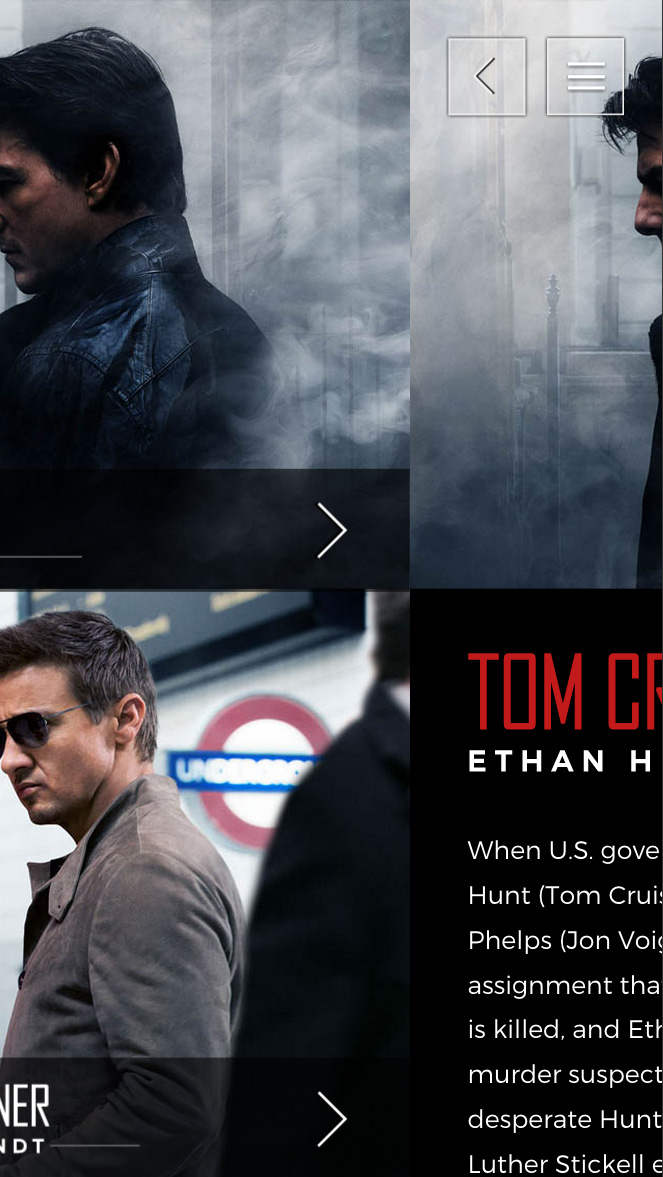 UNDERGRO
NER
NDT
TOM CR
ETHAN H
When U.S. gove
Hunt (Tom Cruis
Phelps (Jon Voig
assignment tha
is killed, and Eth
murder suspect
desperate Hunt
Luther Stickell e